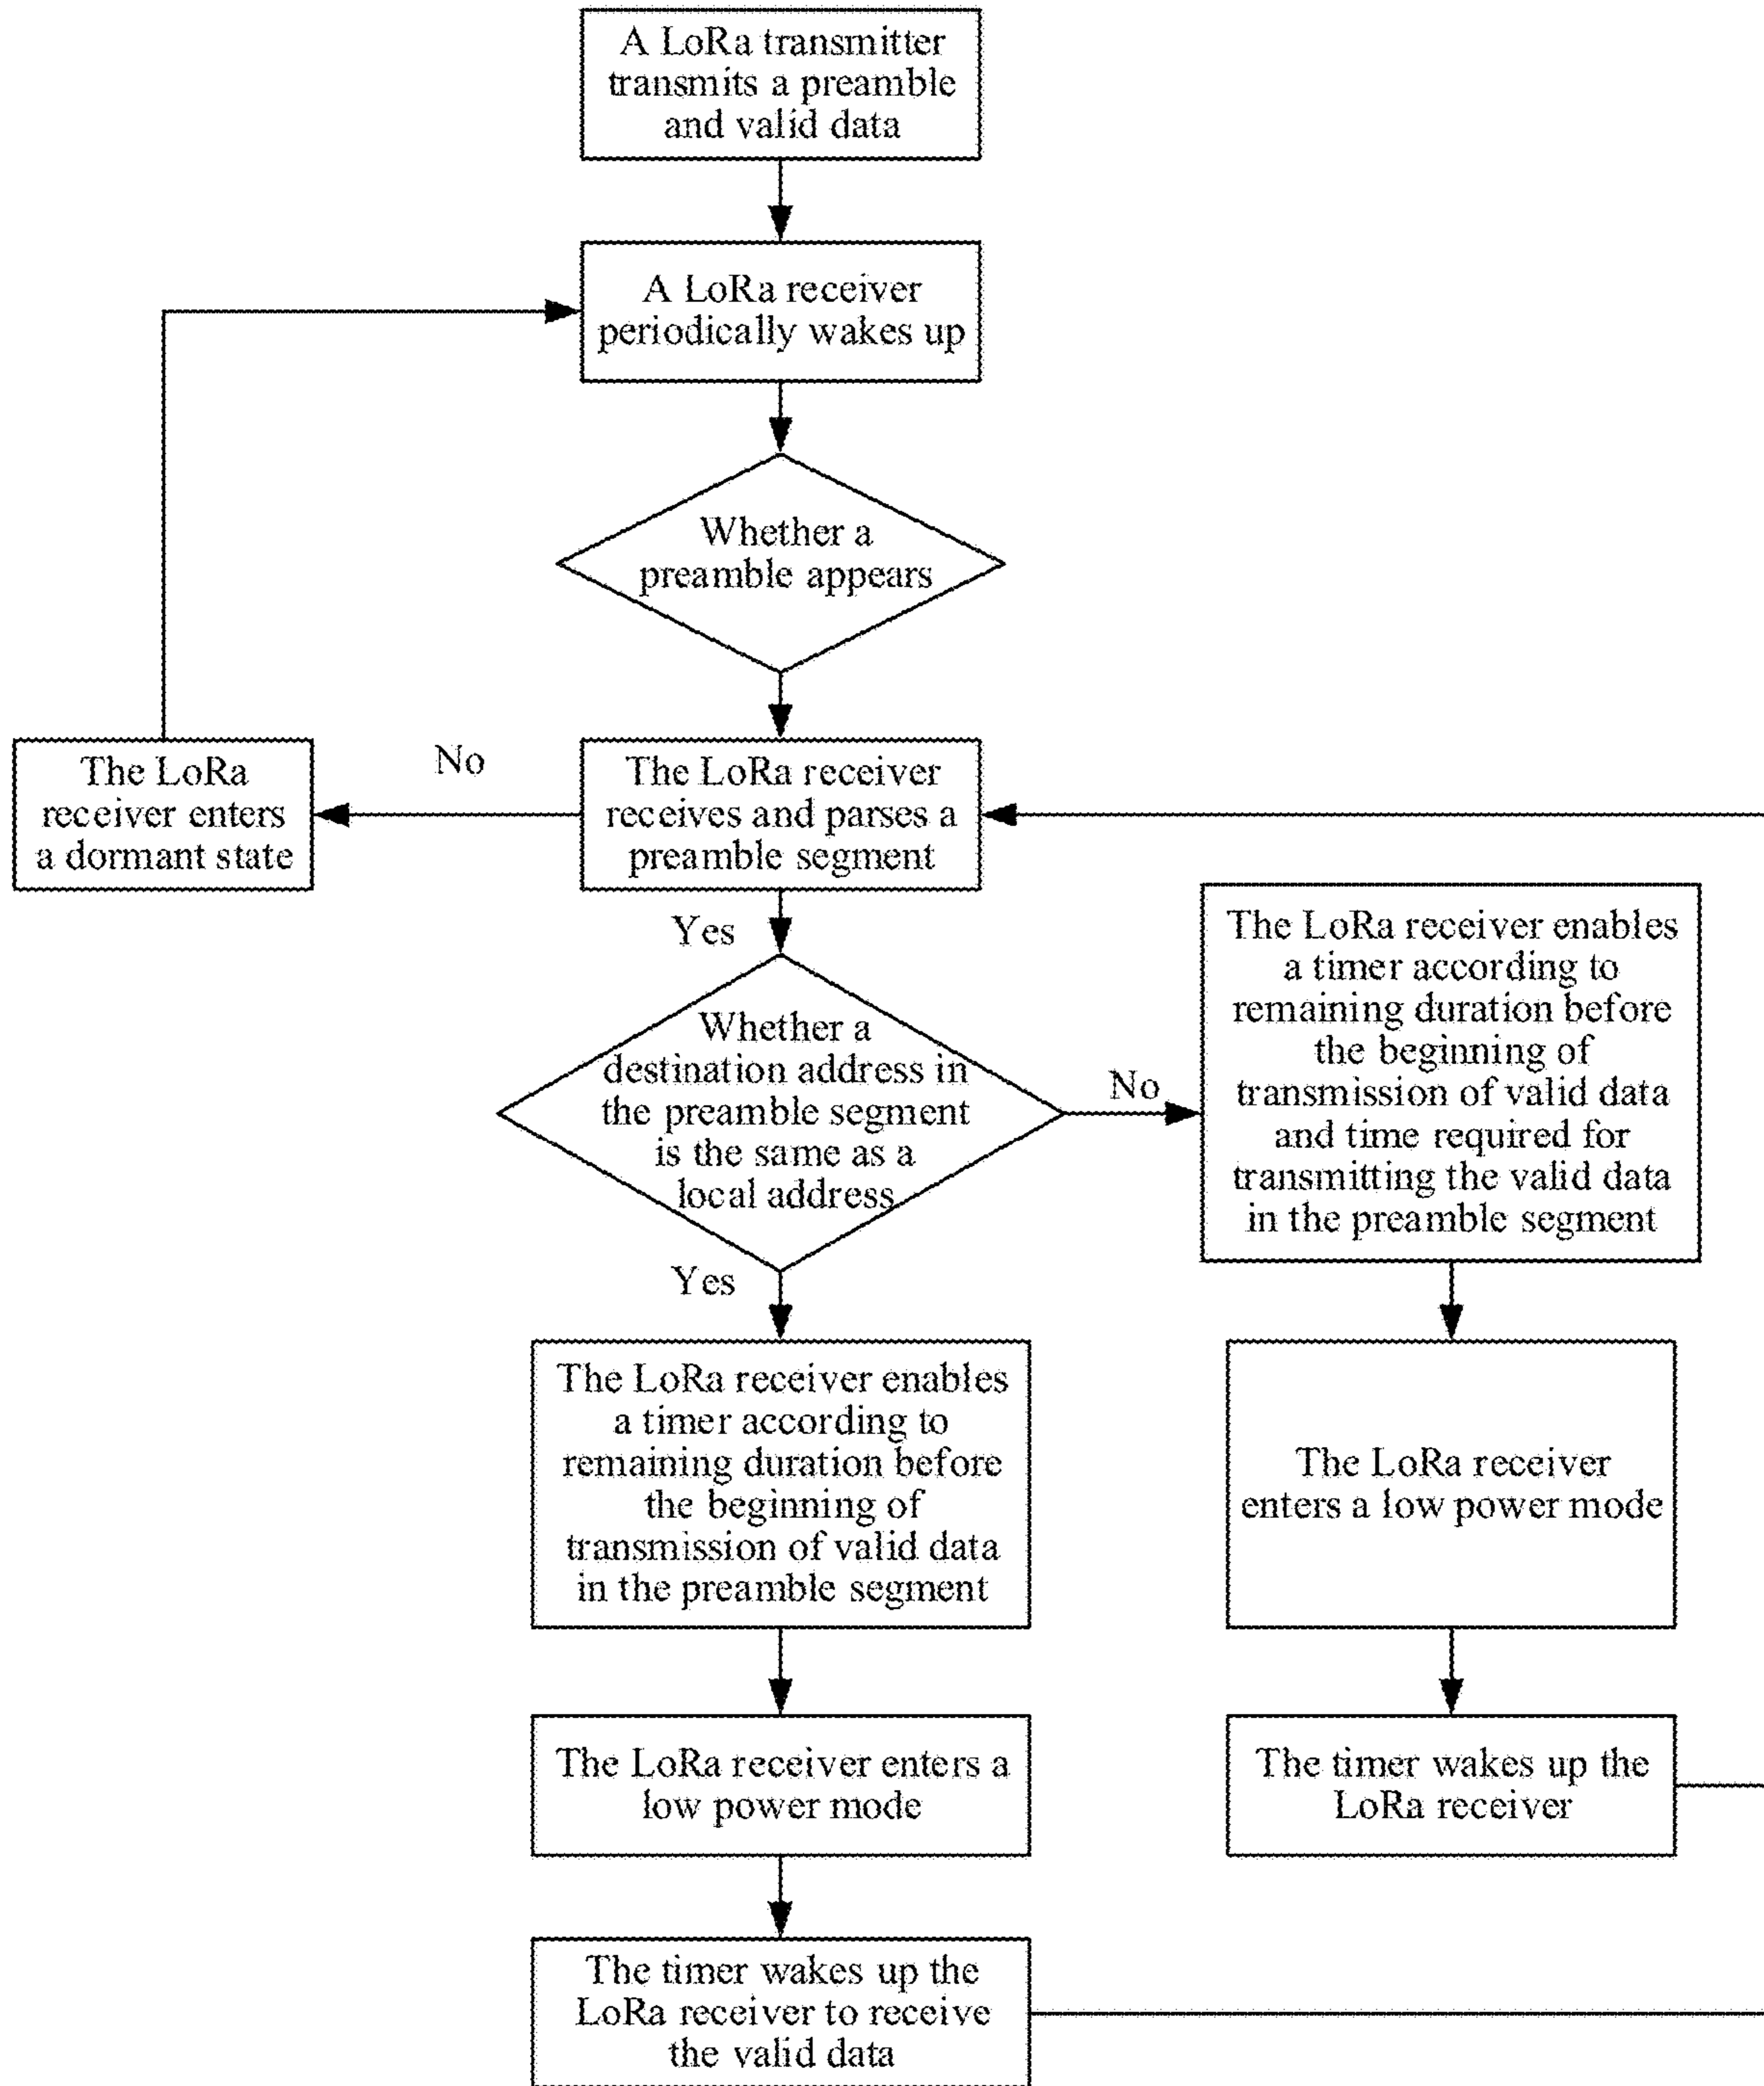 A LoRa transmitter
transmits a preamble
and valid data
A LoRa receiver
periodically wakes up
Whether a
preamble appears
The LoRa
receiver enters
a dormant state
No
The LoRa receiver
receives and parses a
preamble segment
Yes
Whether a
destination address in
the preamble segment
is the same as a
local address
No
The LoRa receiver enables
a timer according to
remaining duration before
the beginning of
transmission of valid data
and time required for
transmitting the valid data
in the preamble segment
Yes
The LoRa receiver enables
a timer according to
remaining duration before
the beginning of
transmission of valid data
in the preamble segment
The LoRa receiver
enters a low power mode
The LoRa receiver enters a
low power mode
The timer wakes up the
LoRa receiver
The timer wakes up the
LoRa receiver to receive
the valid data